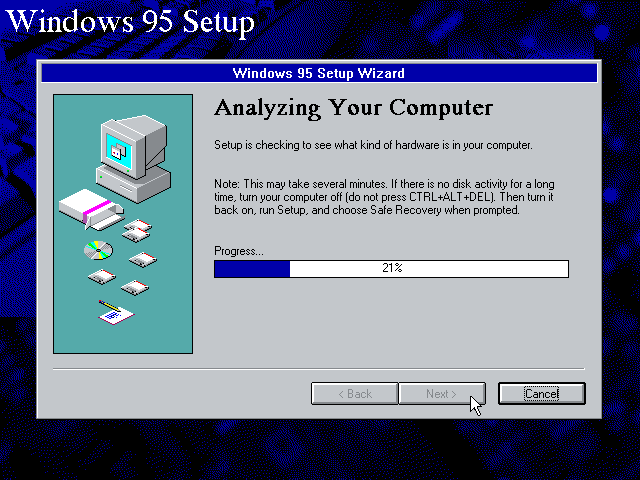 Windows 95 Setup
Windows 95 Setup Wizard
Analyzing Your Computer
Setup is checking to see what kind of hardware is in your computer.
Note: This may take several minutes. If there is no disk activity for a long
time, turn your computer off (do not press CTRL+ALT+DEL). Then turn it
back on, run Setup, and choose Safe Recovery when prompted.
Progress...
21%
< Back
Next >
Cancel